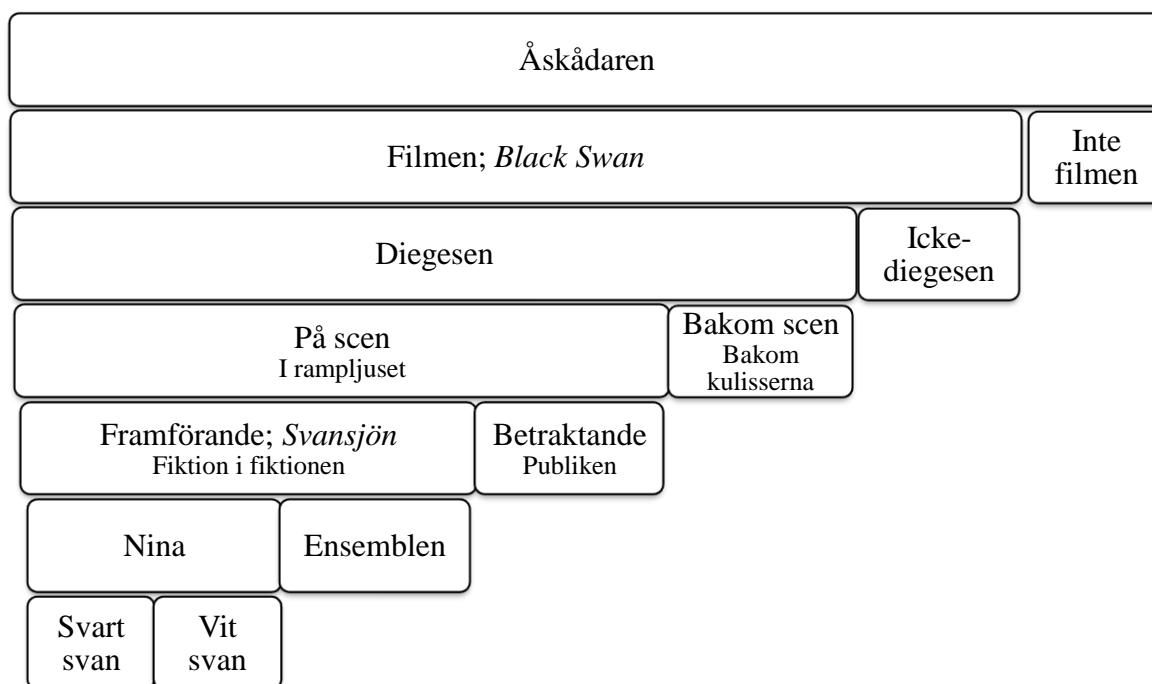 Åskådaren
Filmen; Black Swan
Inte
filmen
Diegesen
Icke-
diegesen
På scen
I rampljuset
Bakom scen
Bakom
kulisserna
Framförande; Svansjön
Fiktion i fiktionen
Betraktande
Publiken
Nina
Ensemblen
Svart
svan
Vit
svan